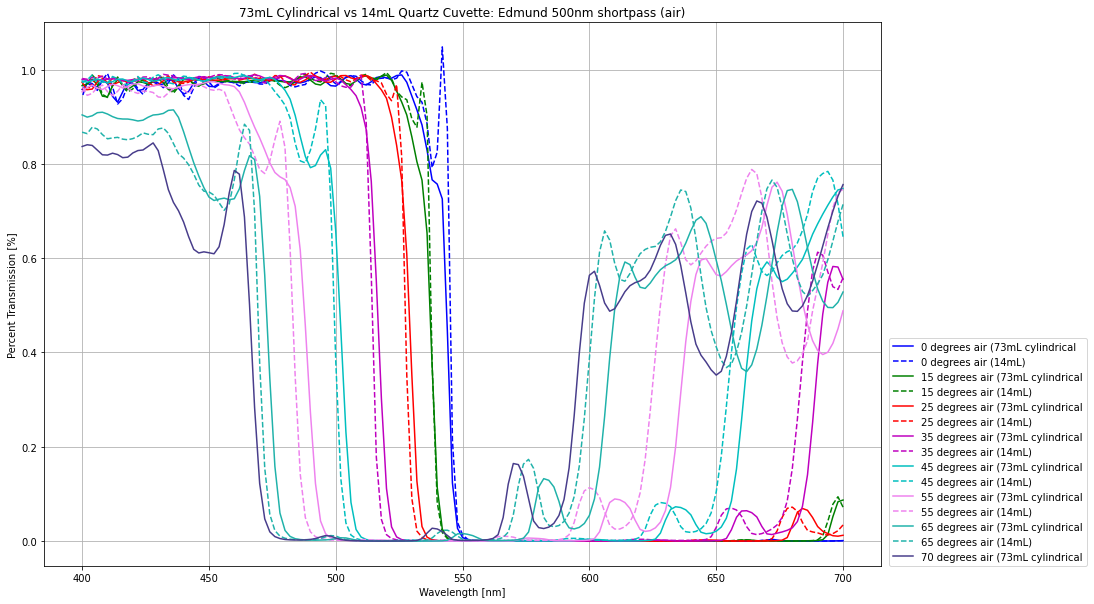 73mL Cylindrical vs 14mL Quartz Cuvette: Edmund 500nm shortpass (air)
Percent Transmission [%]
1.0
0.8
0.6
0.4
0.2
0.0
400
450
500
550
600
650
700
Wavelength [nm]
0 degrees air (73mL cylindrical
0 degrees air (14mL)
15 degrees air (73mL cylindrical
15 degrees air (14mL)
25 degrees air (73mL cylindrical
25 degrees air (14mL)
35 degrees air (73mL cylindrical
35 degrees air (14mL)
45 degrees air (73mL cylindrical
45 degrees air (14mL)
55 degrees air (73mL cylindrical
55 degrees air (14mL)
65 degrees air (73mL cylindrical
65 degrees air (14mL)
70 degrees air (73mL cylindrical